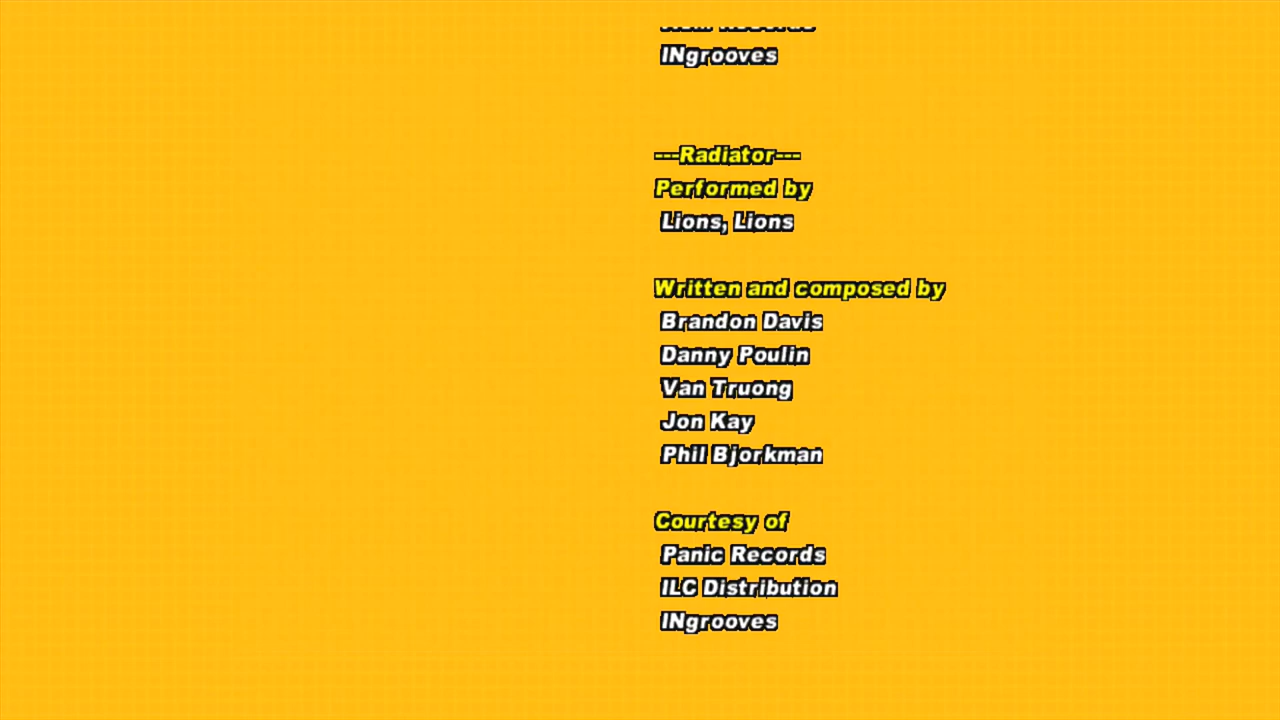 INgrooves
---Radiator---
Performed by
Lions, Lions
Written and composed by
Brandon Davis
Danny Poulin
Van Truong
Jon Kay
Phil Bjorkman
Courtesy of
Panic Records
ILC Distribution
INgrooves